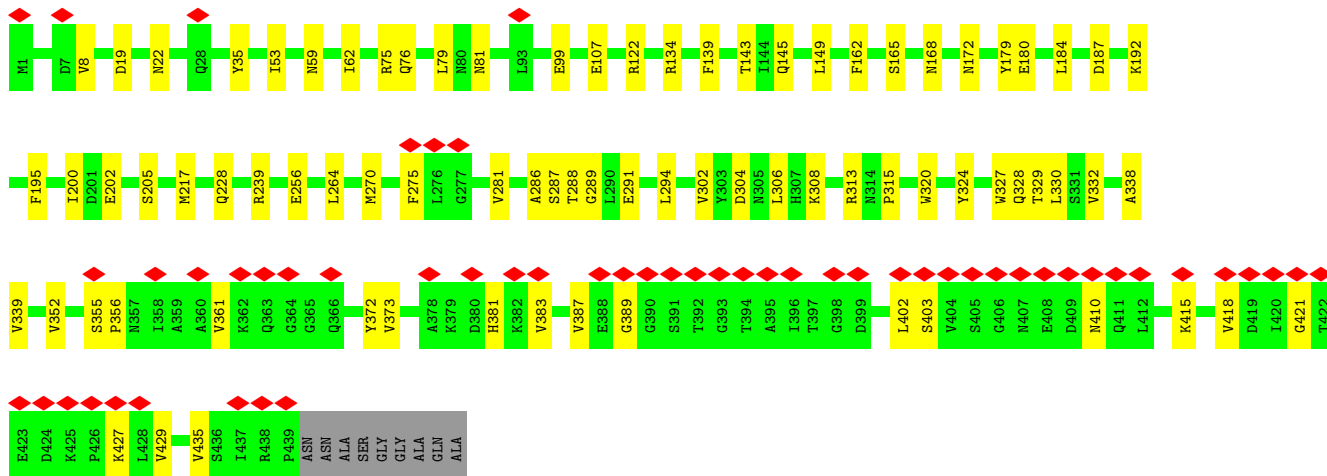 M1 D7 V8 D19 N22 Q28 Y35 I53 N59 I62 R75 Q76 L79 N80 N81 L93 E99 E107 R122 R134 F139 T143 I144 Q145 L149 F162 S165 N168 N172 Y179 E180 L184 D187 K192
F195 I200 D201 E202 S205 M217 Q228 R239 E256 L264 M270 F275 L276 G277 V281 A286 S287 T288 G289 L290 E291 L294 V302 Y303 D304 N305 L306 H307 K308 R313 N314 P315 W320 Y324 W327 Q328 T329 L330 S331 V332 A338
V339 V352 S355 P356 N357 I358 A359 A360 V361 K362 Q363 G364 G365 Q366 Y372 V373 A378 K379 D380 H381 K382 V383 V387 E388 G389 G390 S391 T392 G393 T394 A395 I396 T397 G398 D399 L402 S403 V404 S405 G406 N407 E408 D409 N410 Q411 L412 K415 V418 D419 I420 G421 T422
E423 D424 K425 P426 K427 L428 V429 V435 S436 I437 R438 P439 ASN ASN ALA SER GLY GLY ALA GLN ALA